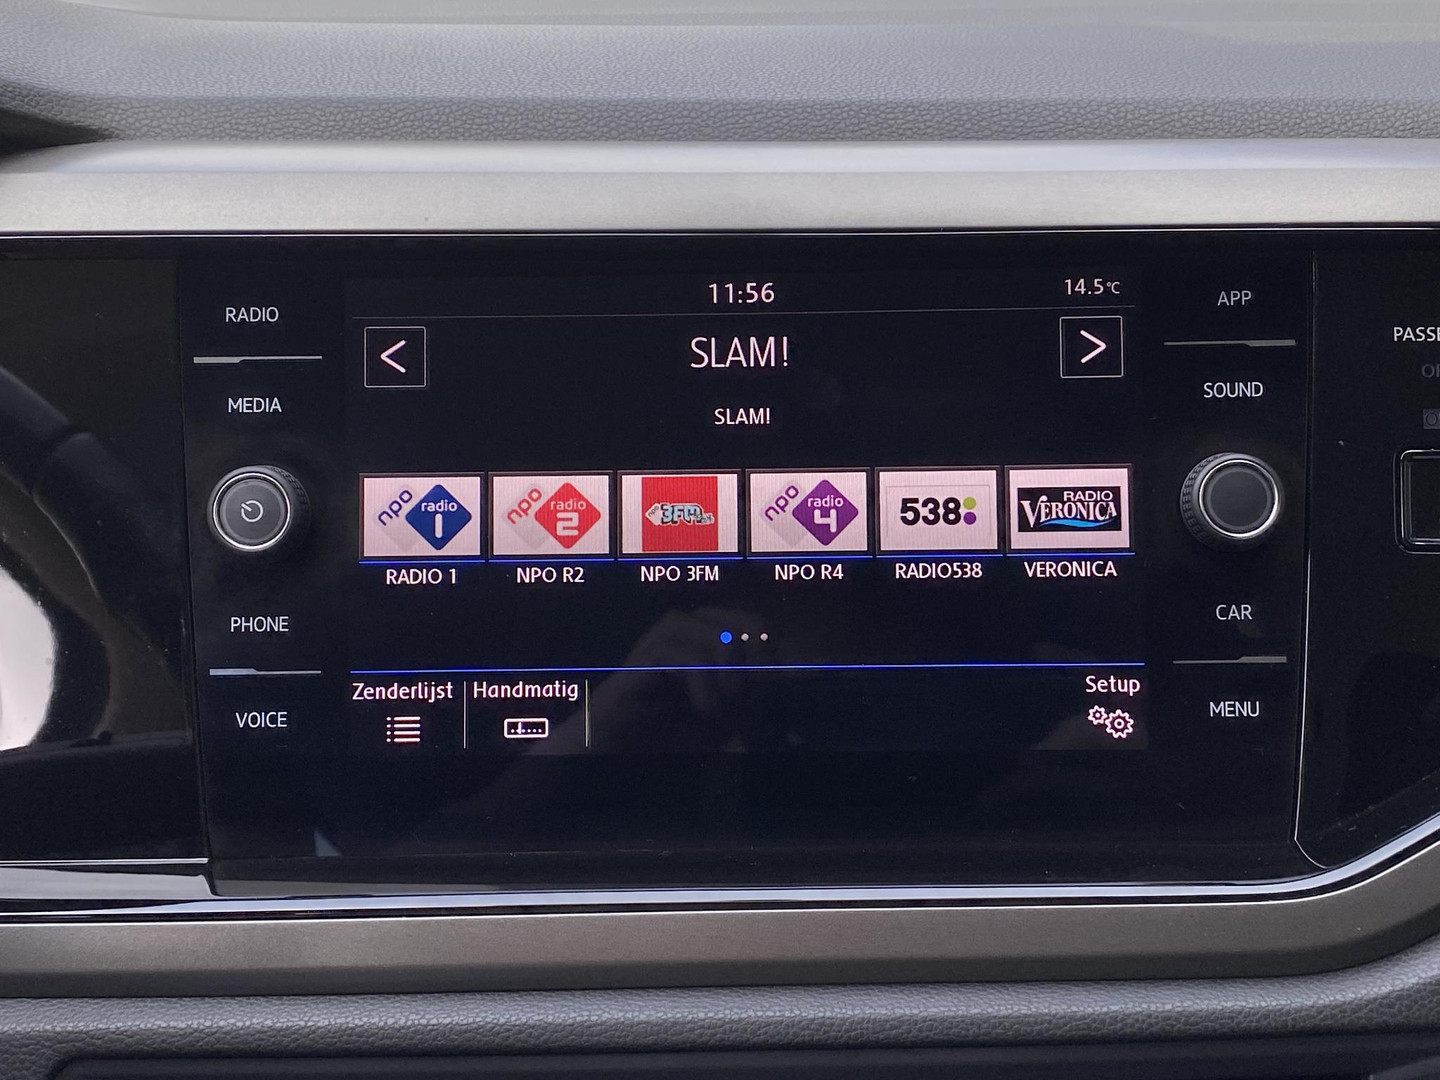 11:56
14.5°C
RADIO
APP
PASSE
<
SLAM!
>
MEDIA
SLAM!
SOUND
npo radio 1
npo radio 2
npo 3FM
npo radio 4
538
RADIO VERONICA
RADIO 1
NPO R2
NPO 3FM
NPO R4
RADIO538
VERONICA
PHONE
CAR
Zenderlijst
Handmatig
Setup
VOICE
MENU